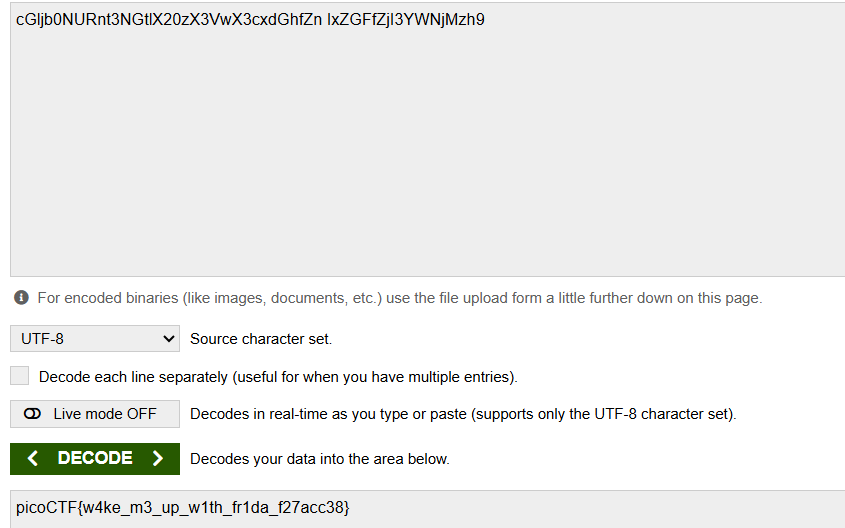 cGljb0NURnt3NGtlX20zX3VwX3cxdGhfZn IxZGFfZjI3YWNjMzh9
For encoded binaries (like images, documents, etc.) use the file upload form a little further down on this page.
UTF-8 Source character set.
Decode each line separately (useful for when you have multiple entries).
Live mode OFF Decodes in real-time as you type or paste (supports only the UTF-8 character set).
< DECODE > Decodes your data into the area below.
picoCTF{w4ke_m3_up_w1th_fr1da_f27acc38}